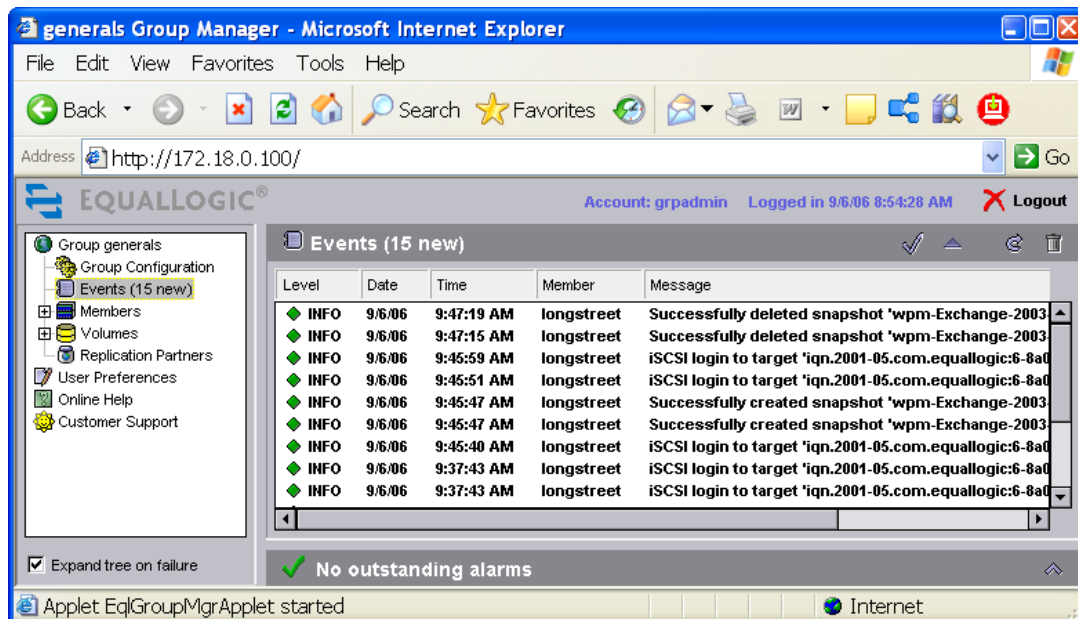 generals Group Manager - Microsoft Internet Explorer
File Edit View Favorites Tools Help
Back Search Favorites W
Address http://172.18.0.100/ Go
EQUALLOGIC® Account: grpadmin Logged in 9/6/06 8:54:28 AM Logout
Group generals
Group Configuration
Events (15 new)
Members
Volumes
Replication Partners
User Preferences
Online Help
Customer Support
Expand tree on failure
Events (15 new)
Level Date Time Member Message
INFO 9/6/06 9:47:19 AM longstreet Successfully deleted snapshot 'wpm-Exchange-2003-
INFO 9/6/06 9:47:15 AM longstreet Successfully deleted snapshot 'wpm-Exchange-2003-
INFO 9/6/06 9:45:59 AM longstreet iSCSI login to target 'iqn.2001-05.com.equallogic:6-8a0
INFO 9/6/06 9:45:51 AM longstreet iSCSI login to target 'iqn.2001-05.com.equallogic:6-8a0
INFO 9/6/06 9:45:47 AM longstreet Successfully created snapshot 'wpm-Exchange-2003-
INFO 9/6/06 9:45:47 AM longstreet Successfully created snapshot 'wpm-Exchange-2003-
INFO 9/6/06 9:45:40 AM longstreet iSCSI login to target 'iqn.2001-05.com.equallogic:6-8a0
INFO 9/6/06 9:37:43 AM longstreet iSCSI login to target 'iqn.2001-05.com.equallogic:6-8a0
INFO 9/6/06 9:37:43 AM longstreet iSCSI login to target 'iqn.2001-05.com.equallogic:6-8a0
No outstanding alarms
Applet EqlGroupMgrApplet started Internet